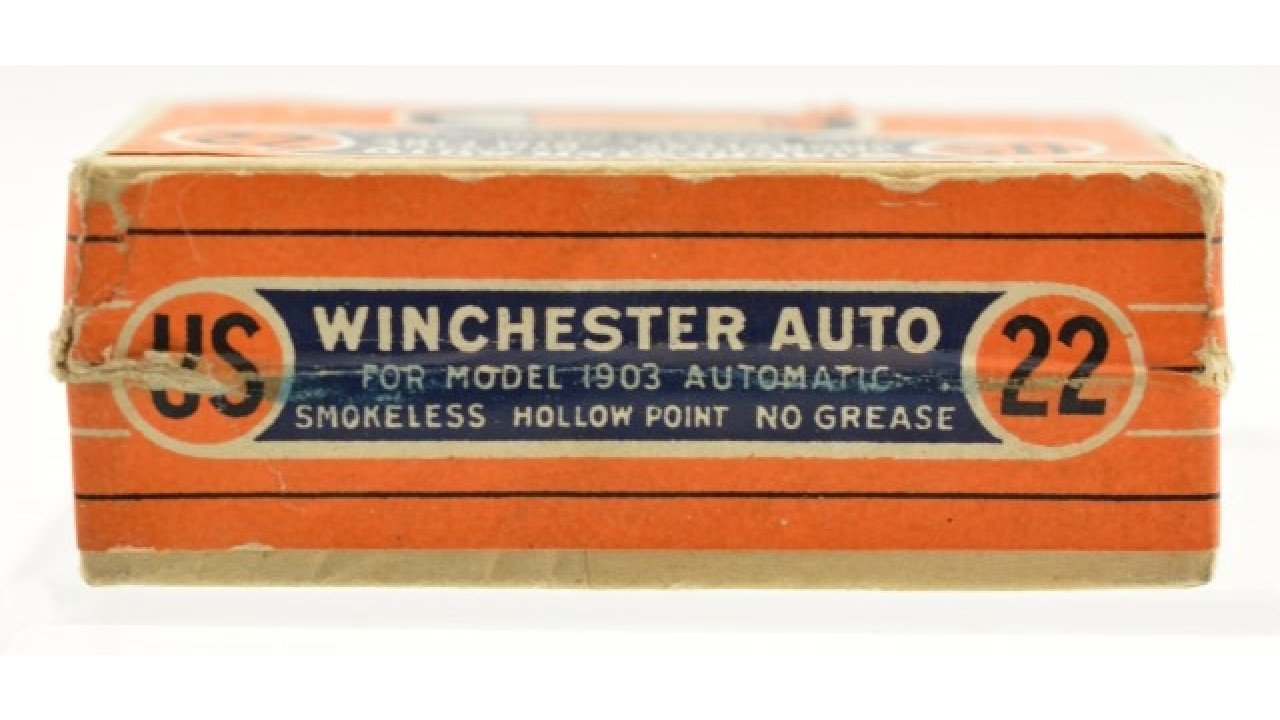 US
WINCHESTER AUTO
FOR MODEL 1903 AUTOMATIC
SMOKELESS HOLLOW POINT NO GREASE
22